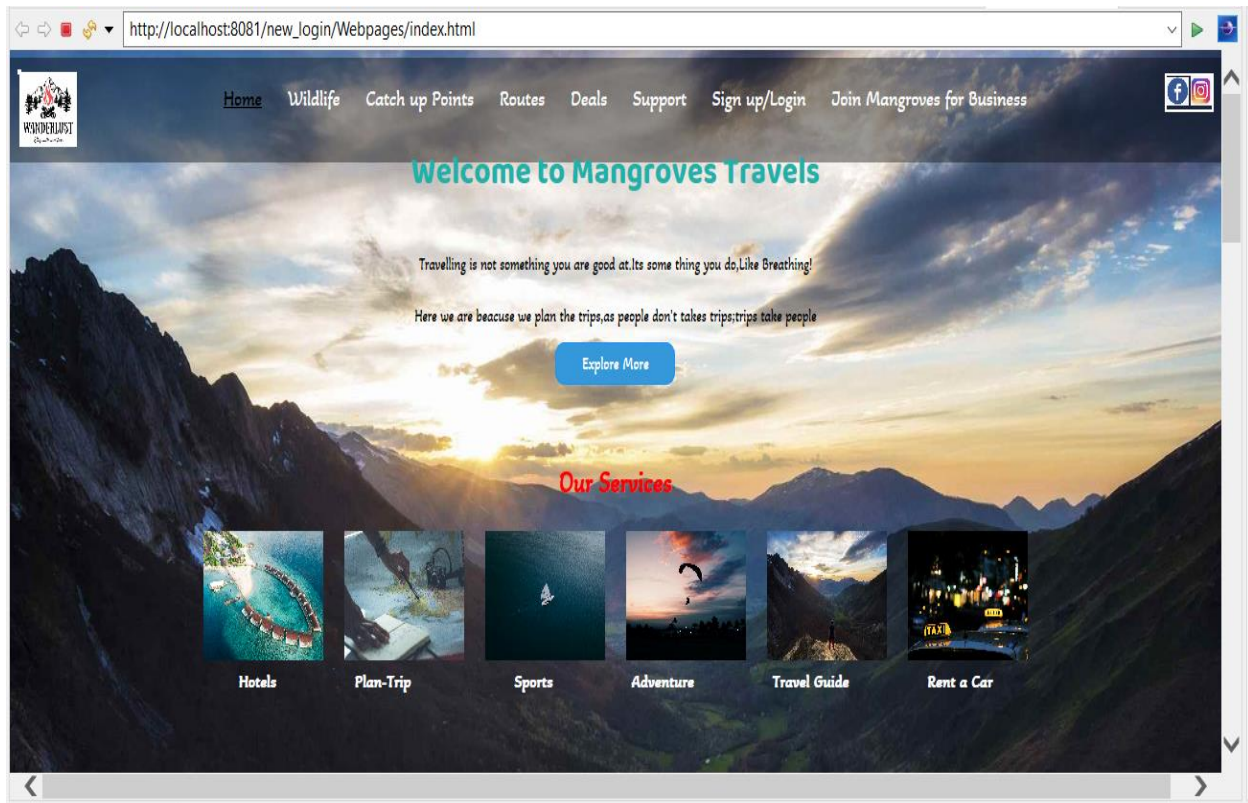 http://localhost:8081/new_login/Webpages/index.html
WANDERLUST
Home Wildlife Catch up Points Routes Deals Support Sign up/Login Join Mangroves for Business
Welcome to Mangroves Travels
Travelling is not something you are good at.Its some thing you do,Like Breathing!
Here we are beacuse we plan the trips,as people don't takes trips;trips take people
Explore More
Our Services
TAXI
Hotels Plan-Trip Sports Adventure Travel Guide Rent a Car